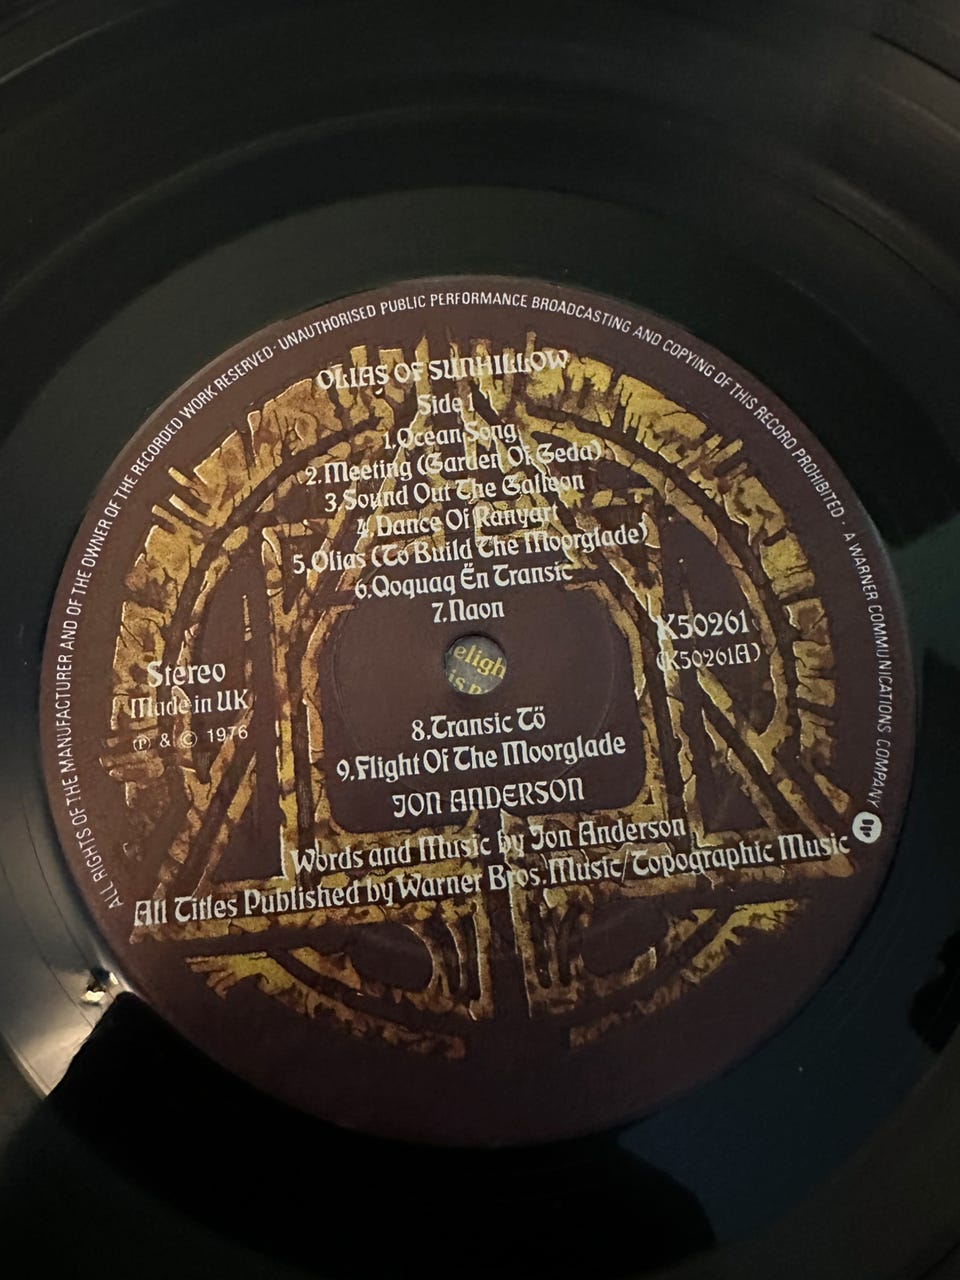 ALL RIGHTS OF THE MANUFACTURER AND OF THE OWNER OF THE RECORDED WORK RESERVED · UNAUTHORISED PUBLIC PERFORMANCE BROADCASTING AND COPYING OF THIS RECORD PROHIBITED · A WARNER COMMUNICATIONS COMPANY
OLIAS OF SUNHILLOW
Side 1
1.Ocean Song
2.Meeting (Garden Of Geda)
3.Sound Out The Galleon
4.Dance Of Ranyart
5.Olias (To Build The Moorglade)
6.Qoquaq Ën Transic
7.Naon
K50261
(K50261A)
Stereo
Made in UK
℗ & © 1976
eligh
is p
8.Transic Tö
9.Flight Of The Moorglade
JON ANDERSON
Words and Music by Jon Anderson
All Titles Published by Warner Bros. Music/Topographic Music